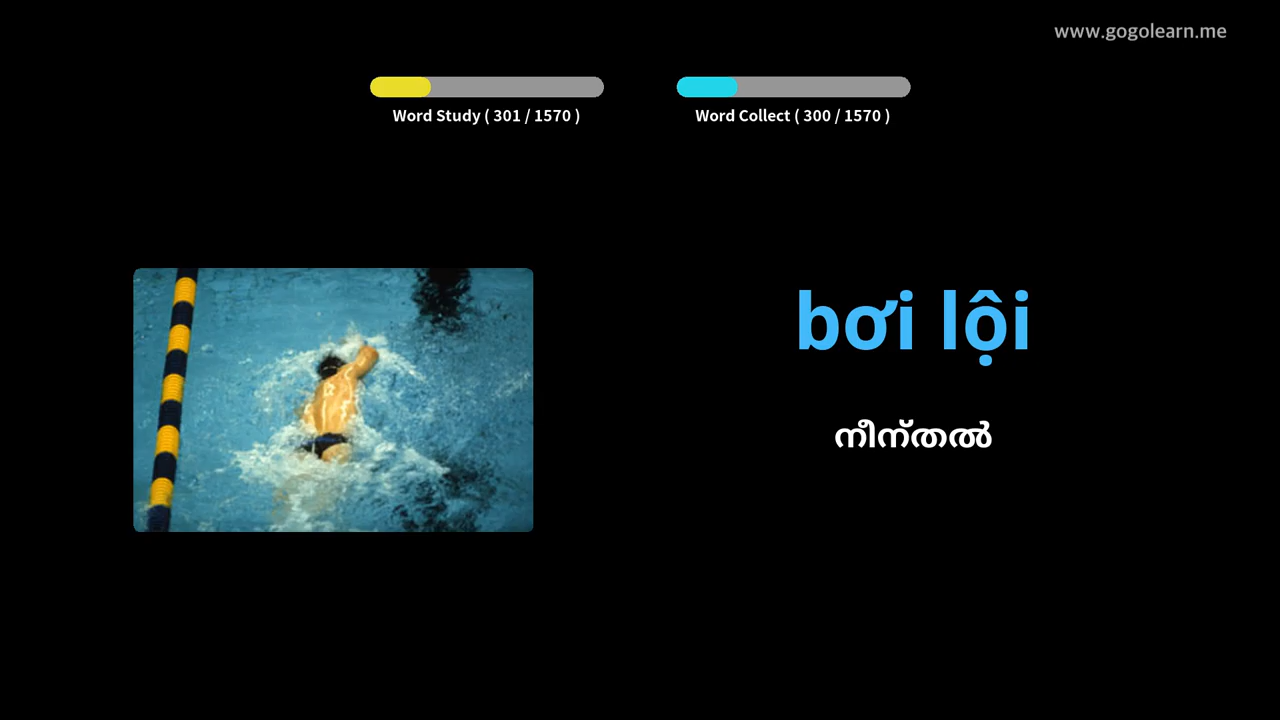 www.gogolearn.me
Word Study ( 301 / 1570 )
Word Collect ( 300 / 1570 )
bơi lội
നീന്തൽ